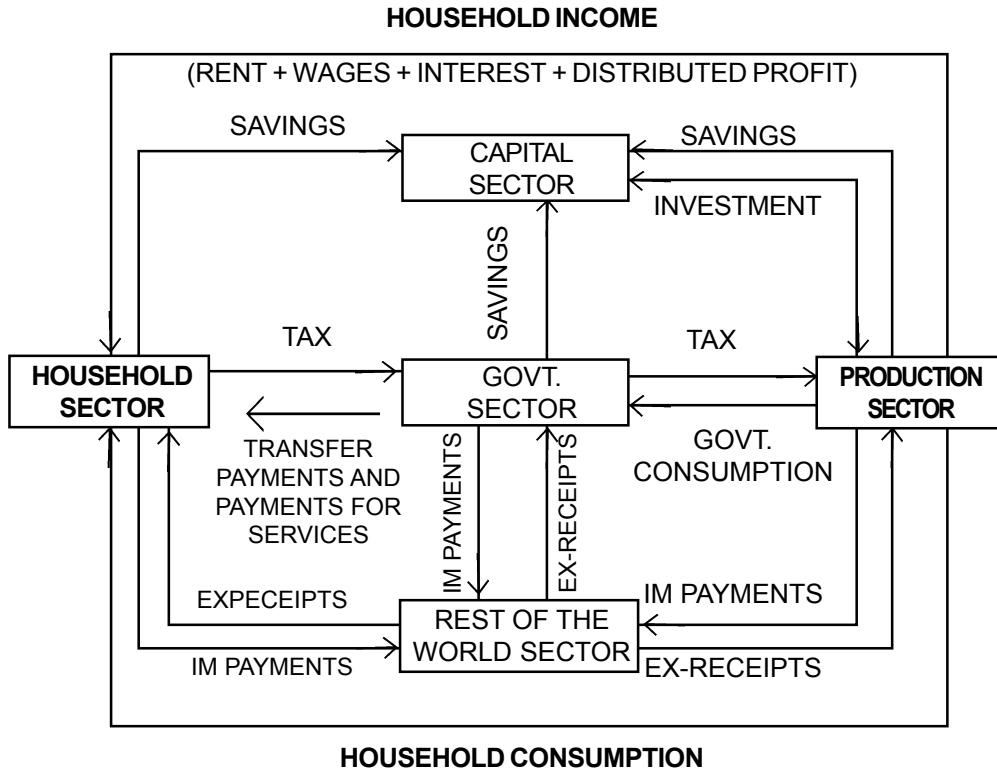 HOUSEHOLD INCOME
(RENT + WAGES + INTEREST + DISTRIBUTED PROFIT)
SAVINGS
CAPITAL
SECTOR
SAVINGS
INVESTMENT
SAVINGS
TAX
TAX
HOUSEHOLD
SECTOR
GOVT.
SECTOR
PRODUCTION
SECTOR
TRANSFER
PAYMENTS AND
PAYMENTS FOR
SERVICES
IM PAYMENTS
EX-RECEIPTS
GOVT.
CONSUMPTION
EXPECEIPTS
IM PAYMENTS
REST OF THE
WORLD SECTOR
IM PAYMENTS
EX-RECEIPTS
HOUSEHOLD CONSUMPTION